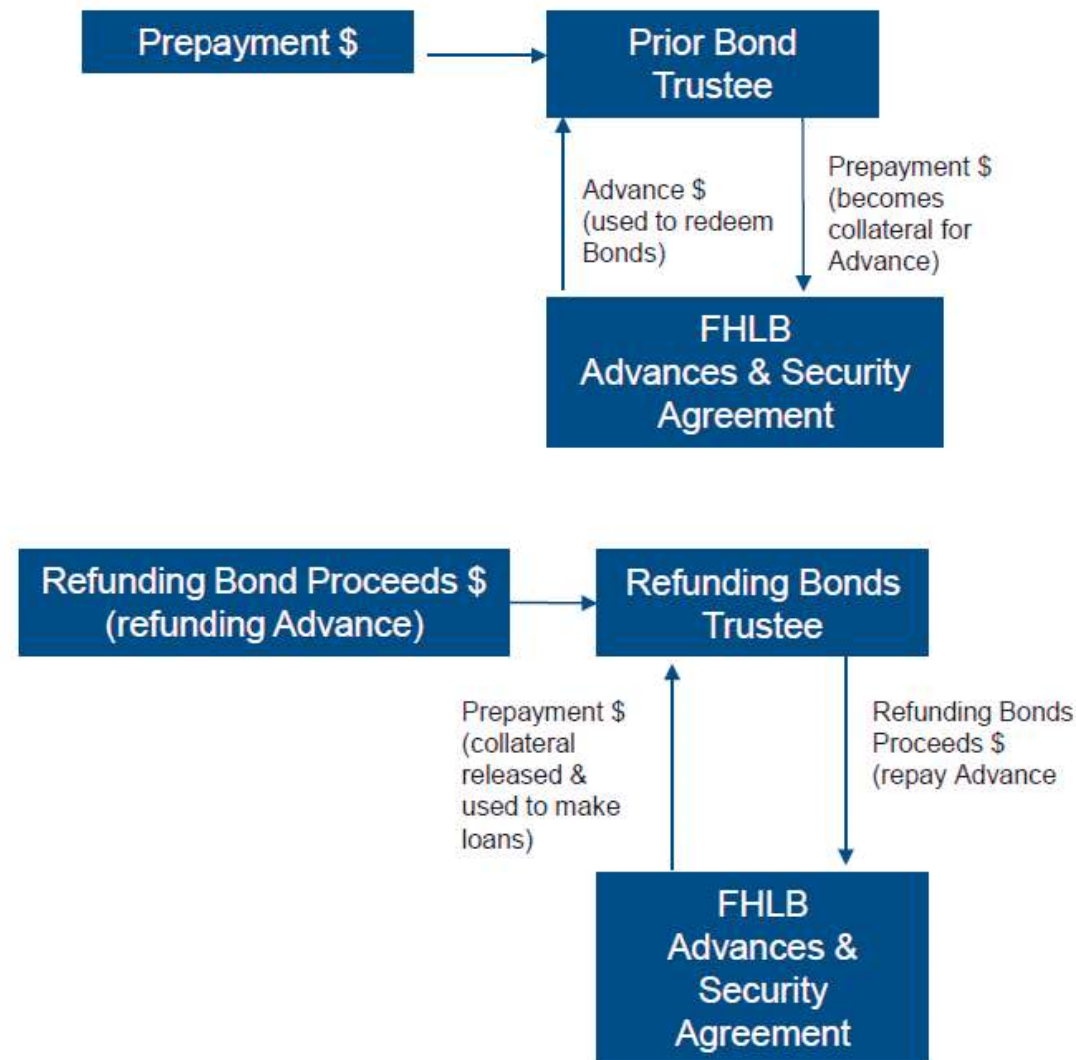 Prepayment $
Prior Bond
Trustee
Advance $
(used to redeem
Bonds)
Prepayment $
(becomes
collateral for
Advance)
FHLB
Advances & Security
Agreement
Refunding Bond Proceeds $
(refunding Advance)
Refunding Bonds
Trustee
Prepayment $
(collateral
released &
used to make
loans)
Refunding Bonds
Proceeds $
(repay Advance
FHLB
Advances &
Security
Agreement